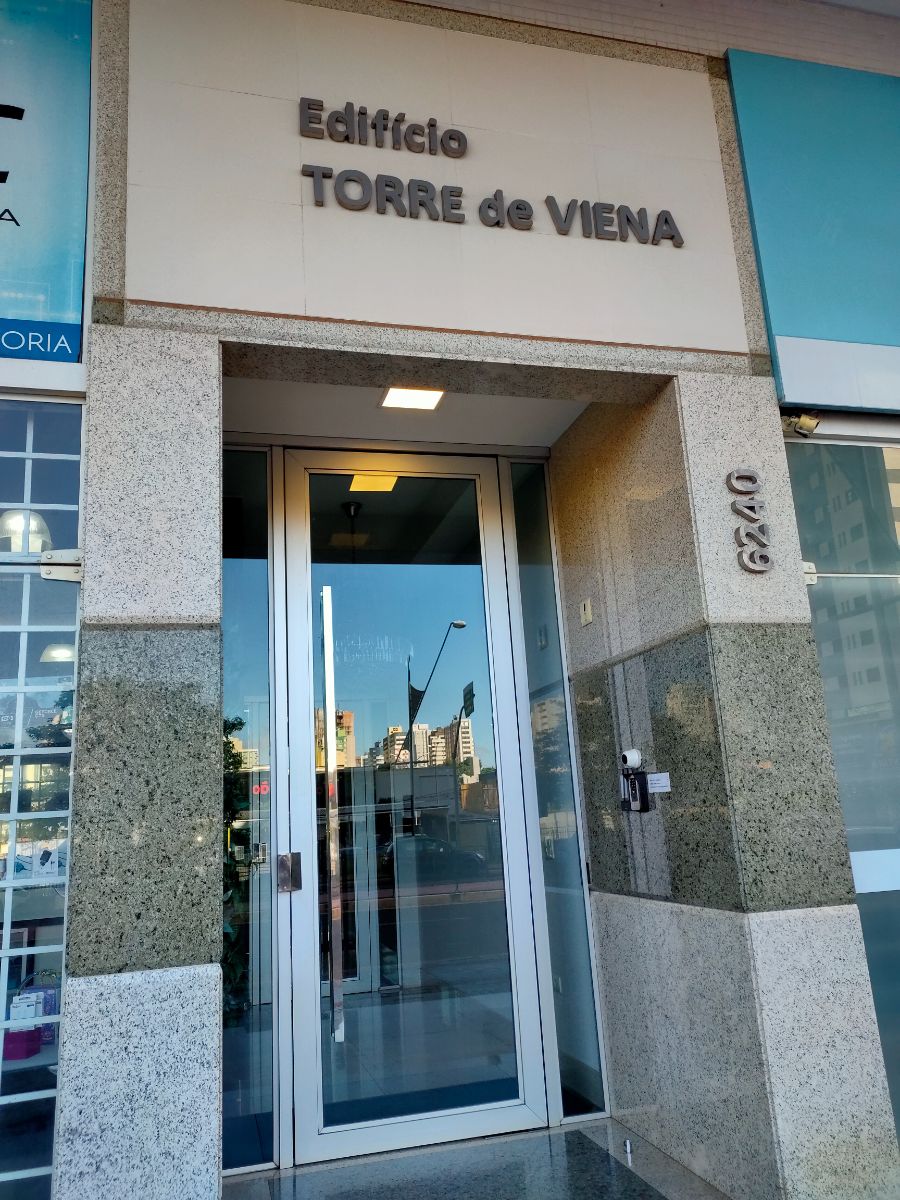 Edifício
TORRE de VIENA
6240
A
ORIA